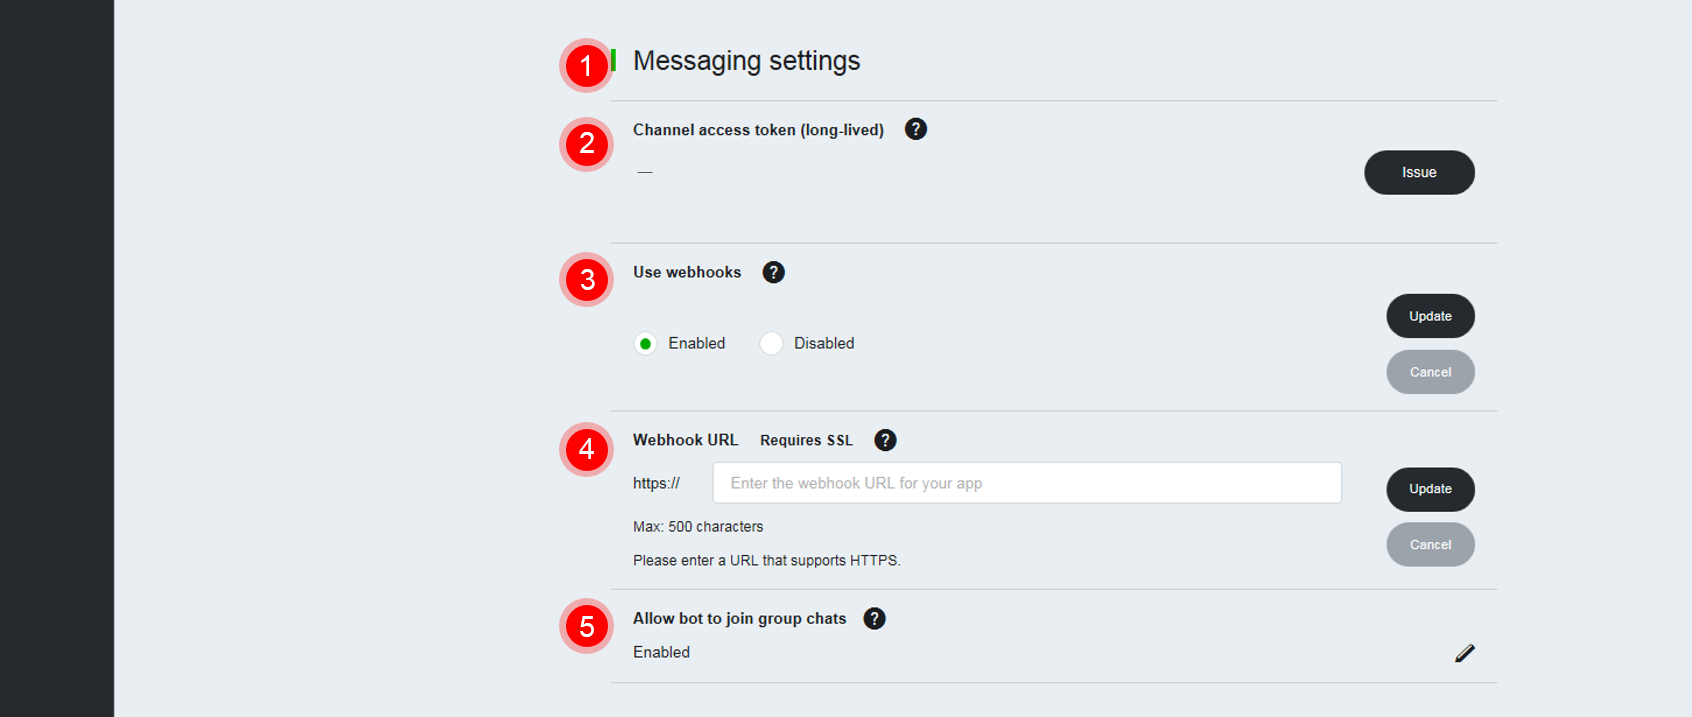 1 Messaging settings
2 Channel access token (long-lived) ?
— Issue
3 Use webhooks ?
Update
Enabled Disabled
Cancel
4 Webhook URL Requires SSL ?
https:// Enter the webhook URL for your app Update
Max: 500 characters
Cancel
Please enter a URL that supports HTTPS.
5 Allow bot to join group chats ?
Enabled